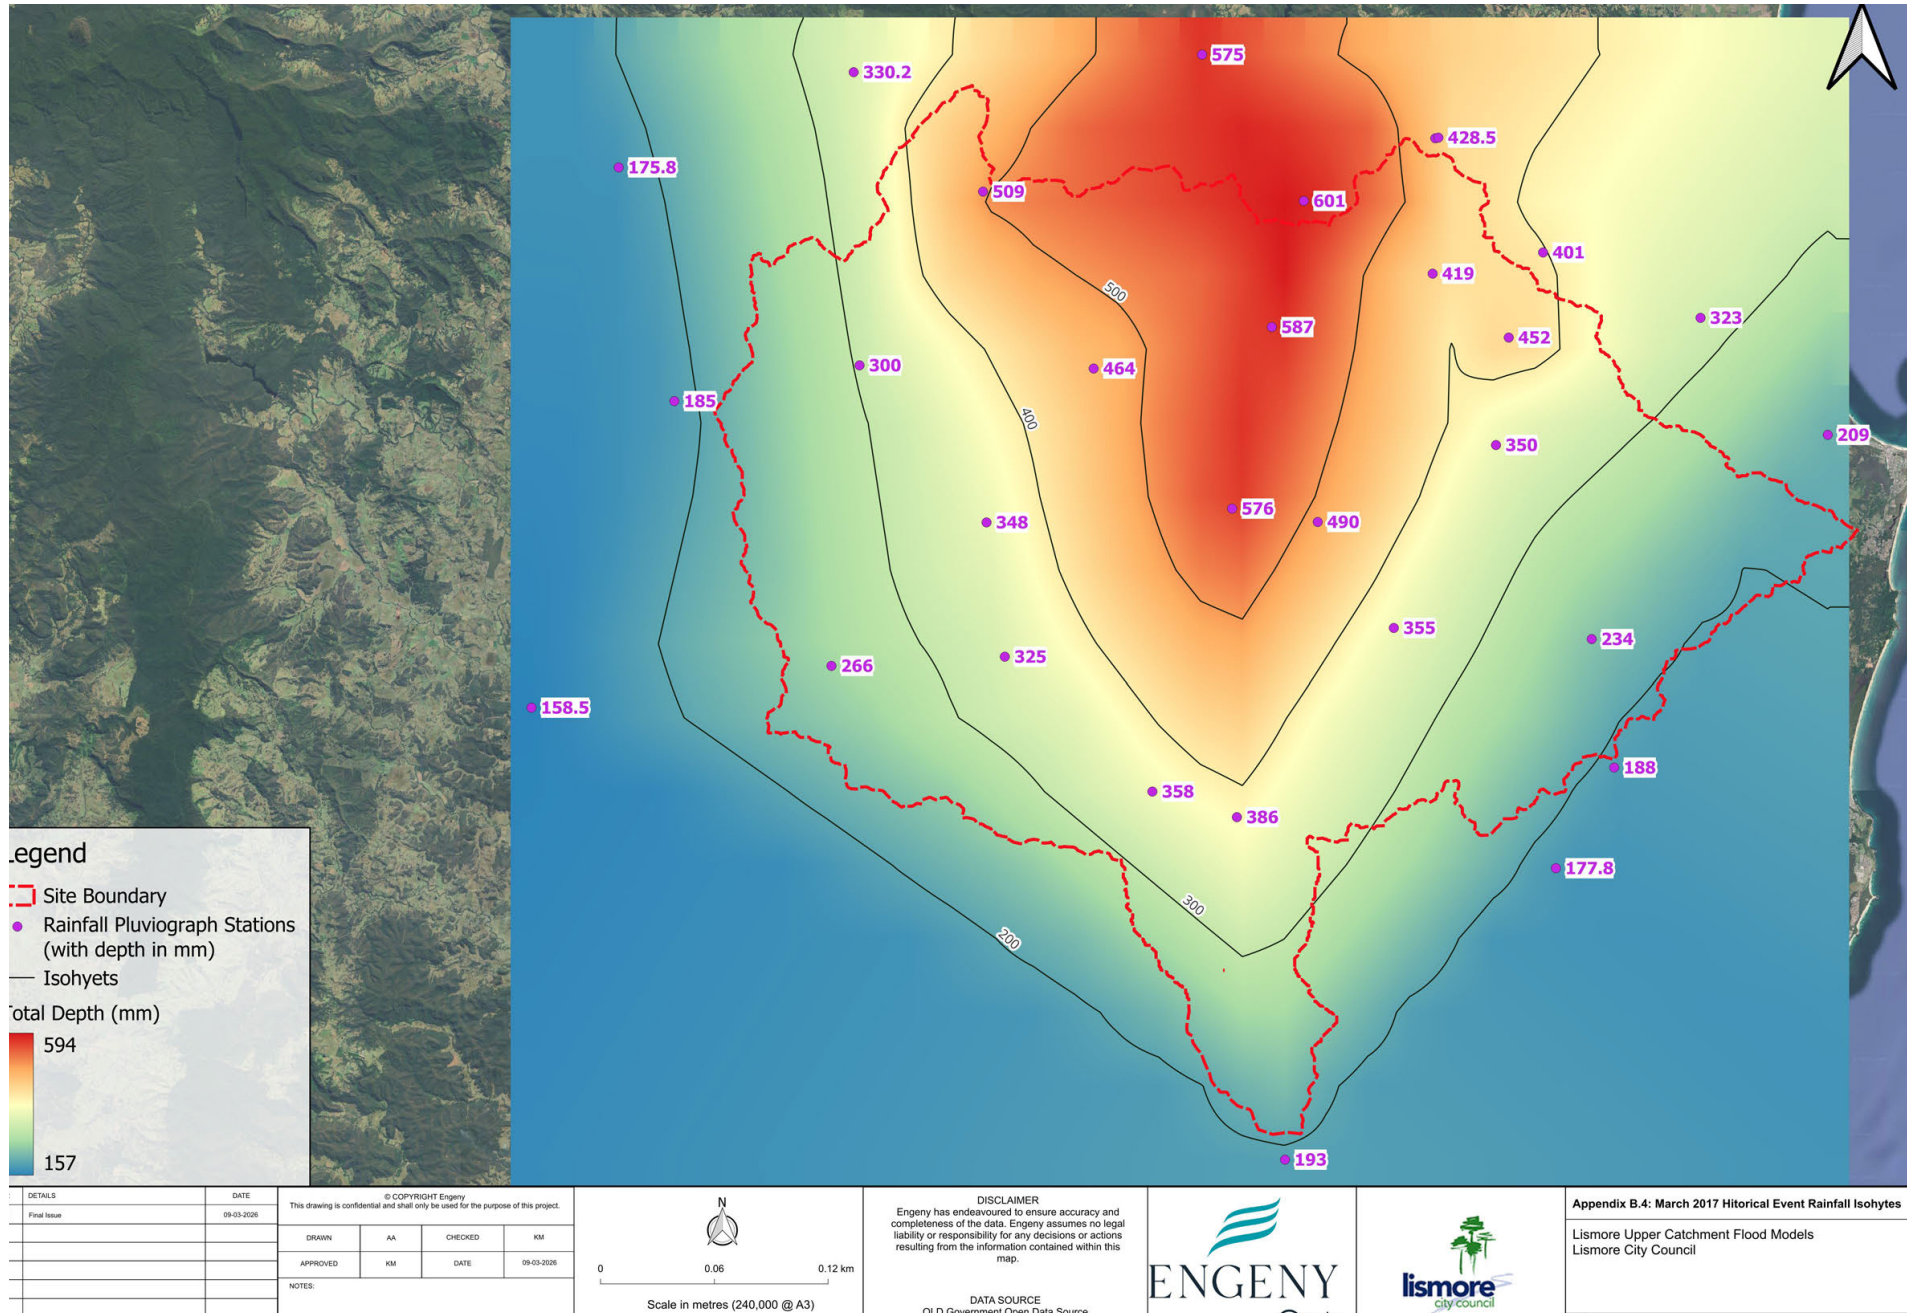 575
330.2
428.5
175.8
509
601
401
419
323
500
587
452
464
300
185
400
209
350
576
490
348
355
234
325
266
158.5
188
358
386
177.8
300
200
193
Legend
Site Boundary
Rainfall Pluviograph Stations
(with depth in mm)
Isohyets
Total Depth (mm)
594
157
DETAILS DATE
Final Issue 09-03-2026
© COPYRIGHT Engeny
This drawing is confidential and shall only be used for the purpose of this project.
DRAWN AA CHECKED KM
APPROVED KM DATE 09-03-2026
NOTES:
N
0 0.06 0.12 km
Scale in metres (240,000 @ A3)
DISCLAIMER
Engeny has endeavoured to ensure accuracy and
completeness of the data. Engeny assumes no legal
liability or responsibility for any decisions or actions
resulting from the information contained within this
map.
DATA SOURCE
QLD Government Open Data Source
ENGENY
lismore
city council
Appendix B.4: March 2017 Hitorical Event Rainfall Isohytes
Lismore Upper Catchment Flood Models
Lismore City Council